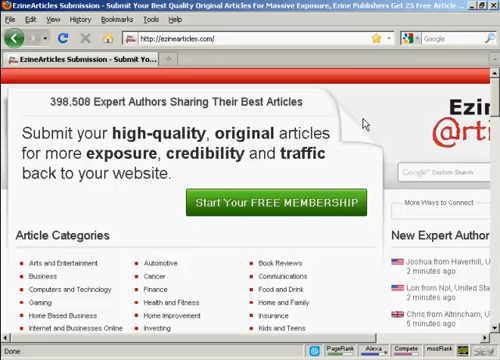 EzineArticles Submission - Submit Your Best Quality Original Articles For Massive Exposure, Ezine Publishers Get 25 Free Article ...
Edit View History Bookmarks Tools Help
http://ezinearticles.com/
Google
EzineArticles Submission - Submit Yo...
398,508 Expert Authors Sharing Their Best Articles
Submit your high-quality, original articles
for more exposure, credibility and traffic
back to your website.
Start Your FREE MEMBERSHIP
Ezi
@rti
Google Custom Search
More Ways to Connect
Article Categories
New Expert Author
Arts and Entertainment
Automotive
Book Reviews
Business
Cancer
Communications
Computers and Technology
Finance
Food and Drink
Gaming
Health and Fitness
Home and Family
Home Based Business
Home Improvement
Insurance
Internet and Businesses Online
Investing
Kids and Teens
Joshua from Haverhill, U
2 minutes ago
Lon from Nol, United Stat
2 minutes ago
Chris from Altrincham, U
5 minutes ago
Done
PageRank
Alexa
Compete
mozRank